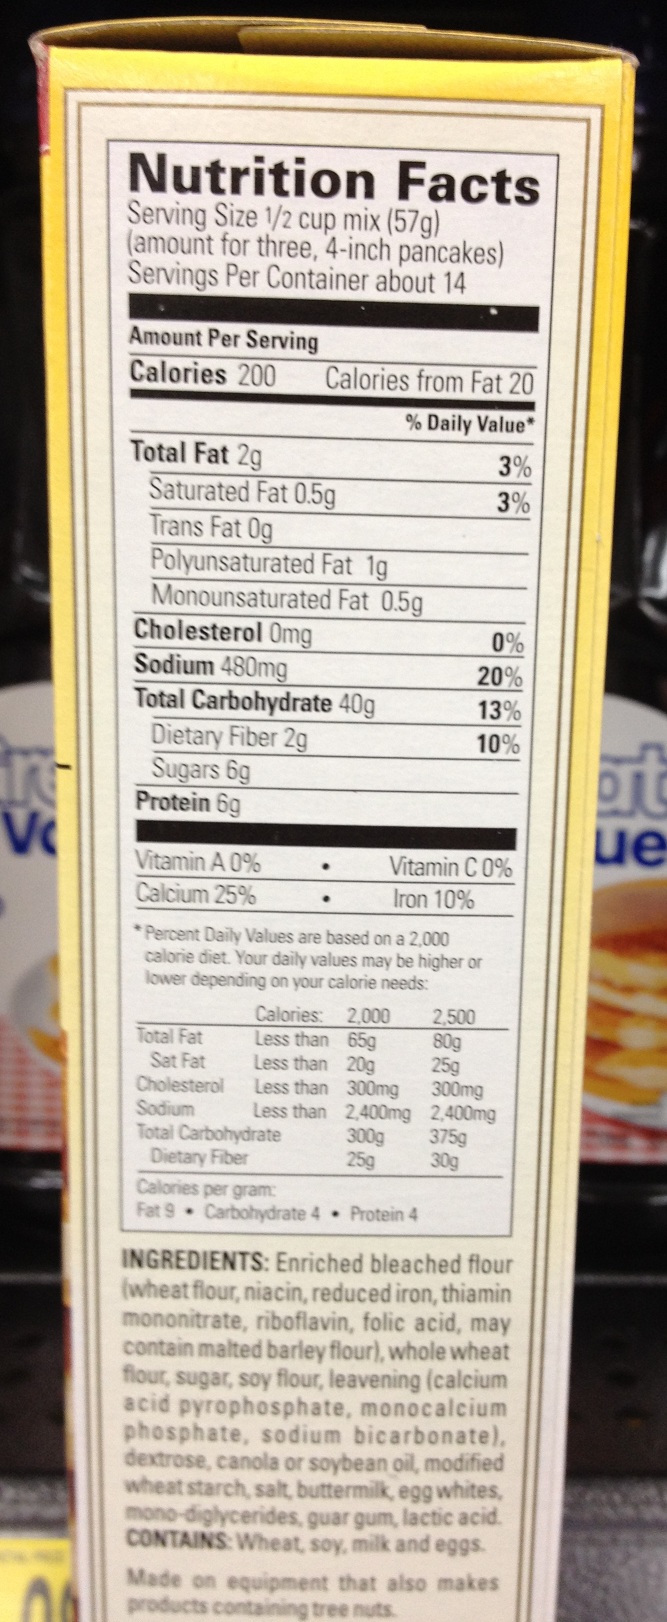 Nutrition Facts
Serving Size 1/2 cup mix (57g)
(amount for three, 4-inch pancakes)
Servings Per Container about 14
Amount Per Serving
Calories 200 Calories from Fat 20
% Daily Value*
Total Fat 2g 3%
Saturated Fat 0.5g 3%
Trans Fat 0g
Polyunsaturated Fat 1g
Monounsaturated Fat 0.5g
Cholesterol 0mg 0%
Sodium 480mg 20%
Total Carbohydrate 40g 13%
Dietary Fiber 2g 10%
Sugars 6g
Protein 6g
Vitamin A 0% • Vitamin C 0%
Calcium 25% • Iron 10%
* Percent Daily Values are based on a 2,000
calorie diet. Your daily values may be higher or
lower depending on your calorie needs:
Calories: 2,000 2,500
Total Fat Less than 65g 80g
Sat Fat Less than 20g 25g
Cholesterol Less than 300mg 300mg
Sodium Less than 2,400mg 2,400mg
Total Carbohydrate 300g 375g
Dietary Fiber 25g 30g
Calories per gram:
Fat 9 • Carbohydrate 4 • Protein 4
INGREDIENTS: Enriched bleached flour
(wheat flour, niacin, reduced iron, thiamin
mononitrate, riboflavin, folic acid, may
contain malted barley flour), whole wheat
flour, sugar, soy flour, leavening (calcium
acid pyrophosphate, monocalcium
phosphate, sodium bicarbonate),
dextrose, canola or soybean oil, modified
wheat starch, salt, buttermilk, egg whites,
mono-diglycerides, guar gum, lactic acid.
CONTAINS: Wheat, soy, milk and eggs.
Made on equipment that also makes
products containing tree nuts.